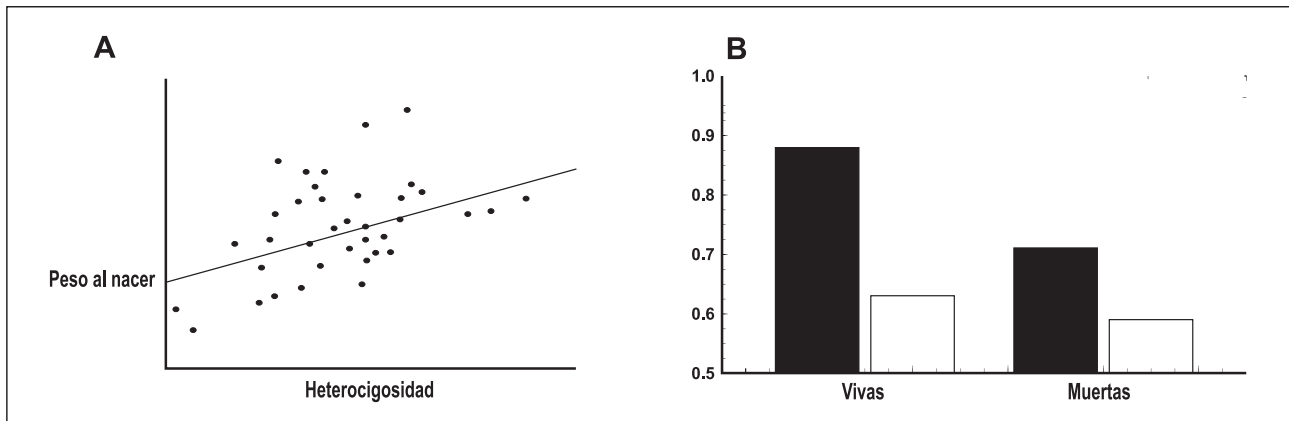 A
Peso al nacer
Heterocigosidad
B
1.0
0.9
0.8
0.7
0.6
0.5
Vivas
Muertas